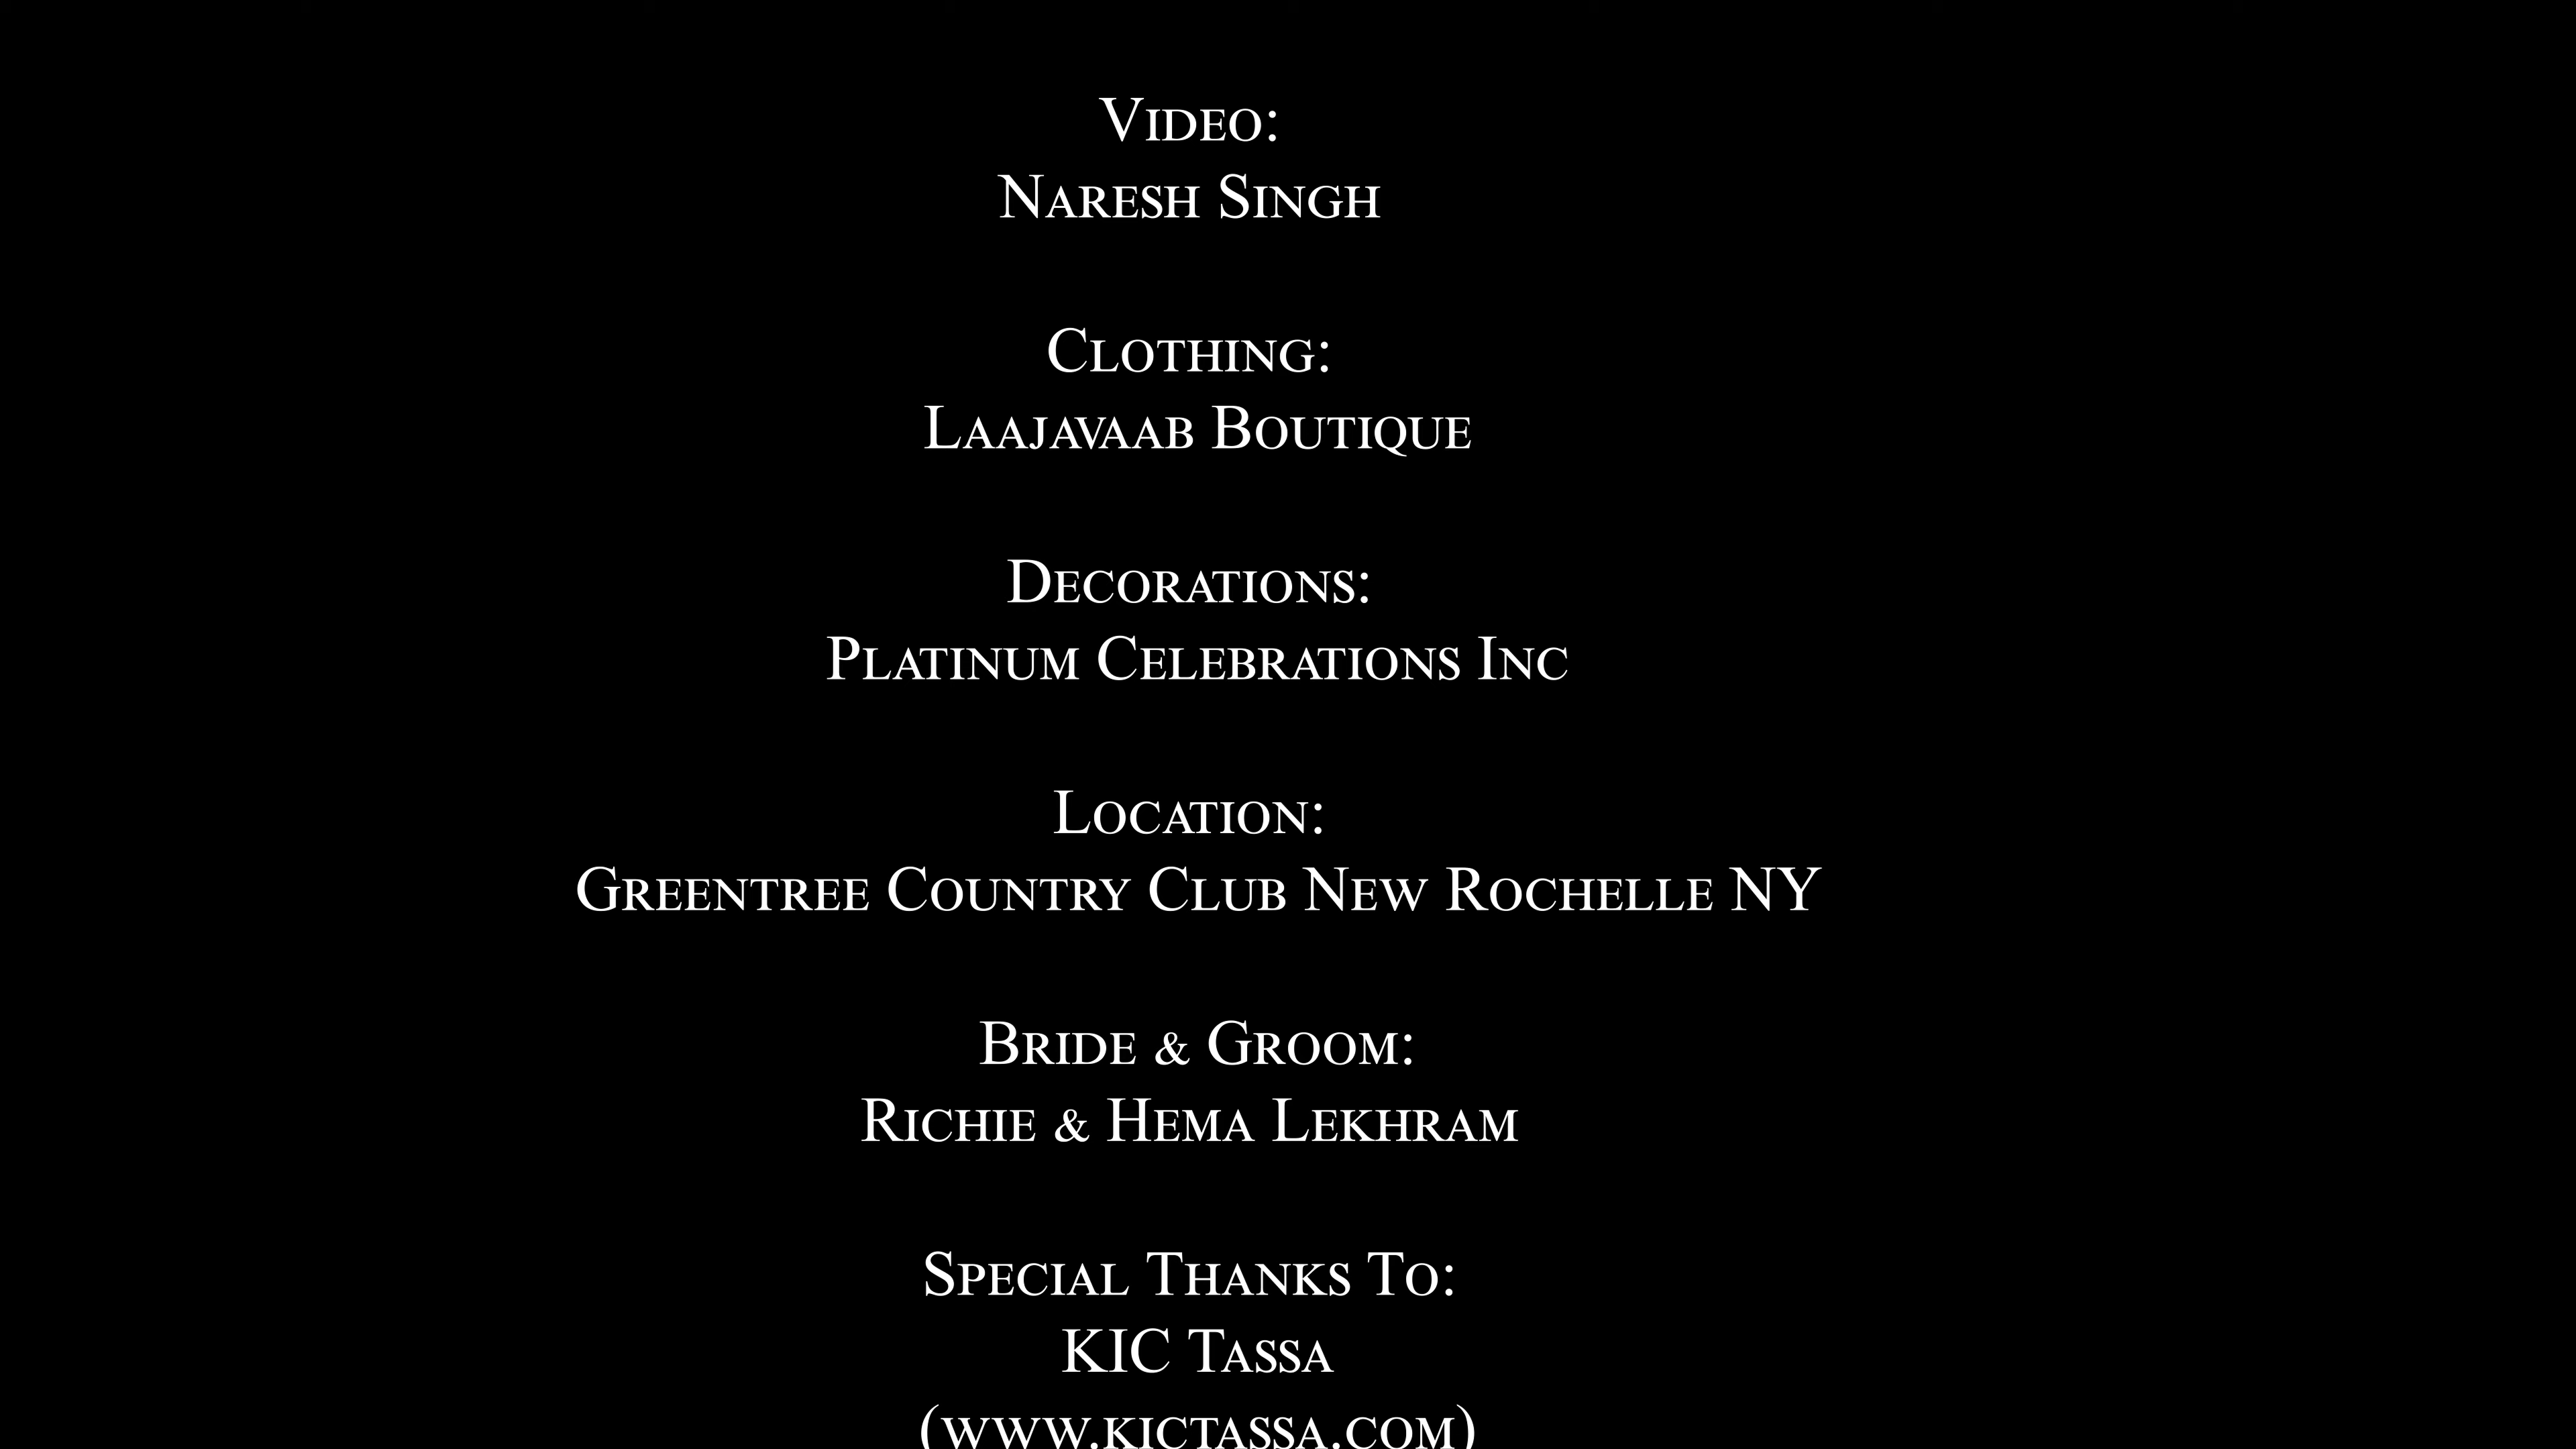 Video:
Naresh Singh
Clothing:
Laajavaab Boutique
Decorations:
Platinum Celebrations Inc
Location:
Greentree Country Club New Rochelle NY
Bride & Groom:
Richie & Hema Lekhram
Special Thanks To:
KIC Tassa
(www.kictassa.com)